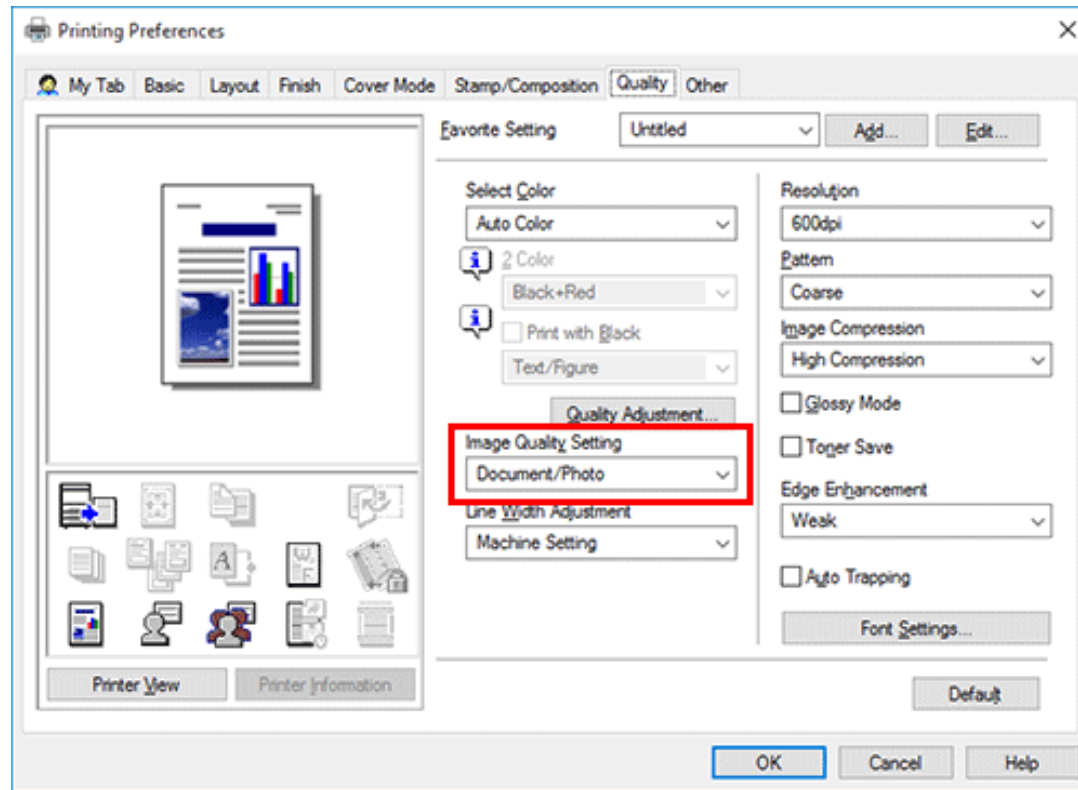 Printing Preferences
My Tab Basic Layout Finish Cover Mode Stamp/Composition Quality Other
Favorite Setting Untitled Add... Edit...
Select Color
Auto Color
2 Color
Black+Red
Print with Black
Text/Figure
Quality Adjustment...
Image Quality Setting
Document/Photo
Line Width Adjustment
Machine Setting
Resolution
600dpi
Pattern
Coarse
Image Compression
High Compression
Glossy Mode
Toner Save
Edge Enhancement
Weak
Auto Trapping
Font Settings...
A
W.
F
Printer View Printer Information
Default
OK Cancel Help